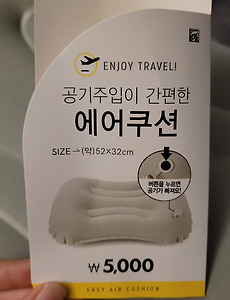 ENJOY TRAVEL!
공기주입이 간편한
에어쿠션
SIZE → (약)52×32cm
버튼을 누르면
공기가 빠져요!
₩5,000
EASY AIR CUSHION